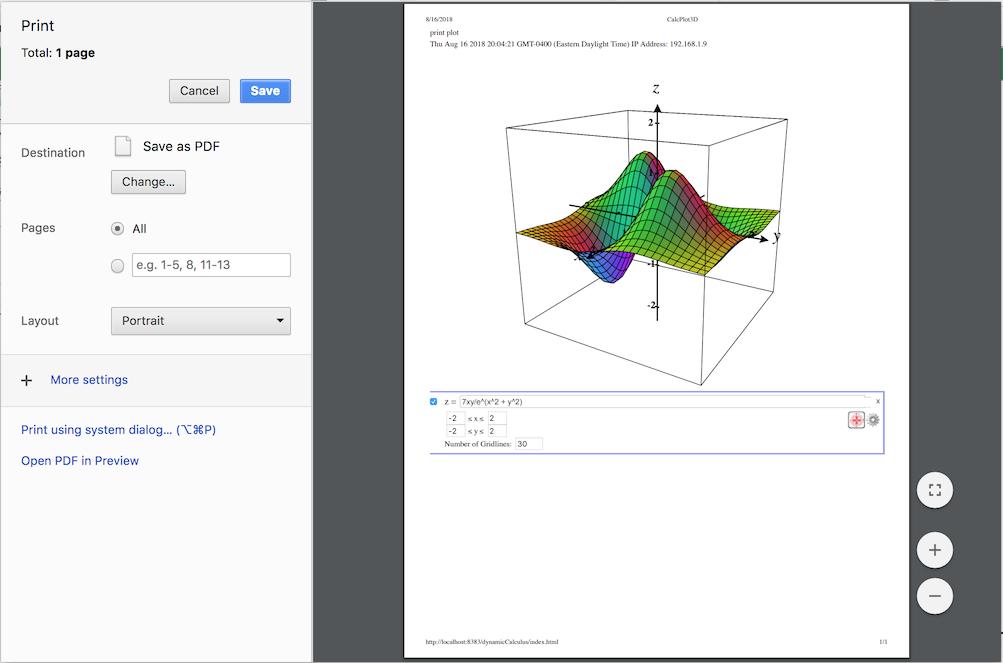 Print
Total: 1 page
Cancel
Save
Destination
Save as PDF
Change...
Pages
All
e.g. 1-5, 8, 11-13
Layout
Portrait
More settings
Print using system dialog... (⌥⌘P)
Open PDF in Preview
8/16/2018 CalcPlot3D
print plot
Thu Aug 16 2018 20:04:21 GMT-0400 (Eastern Daylight Time) IP Address: 192.168.1.9
z
2
y
-1
-2
z = 7xy/e^(x^2 + y^2) x
-2 ≤ x ≤ 2
-2 ≤ y ≤ 2
Number of Gridlines: 30
http://localhost:8383/dynamicCalculus/index.html 1/1